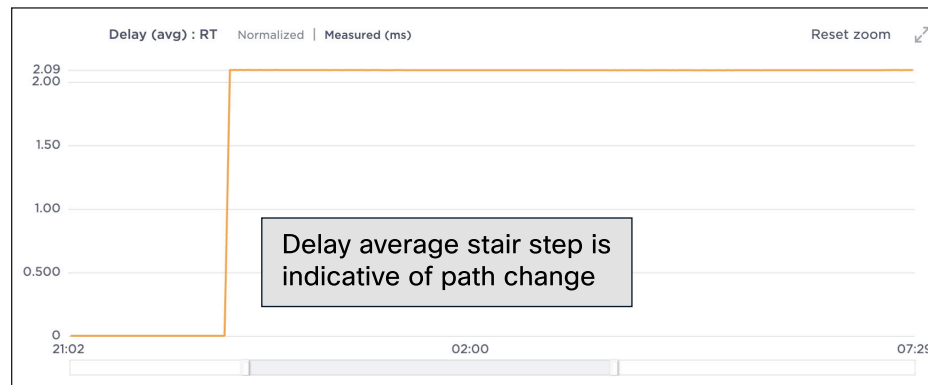 Delay (avg) : RT Normalized | Measured (ms) Reset zoom
2.09
2.00
1.50
1.00
Delay average stair step is
indicative of path change
0.500
0
21:02 02:00 07:29